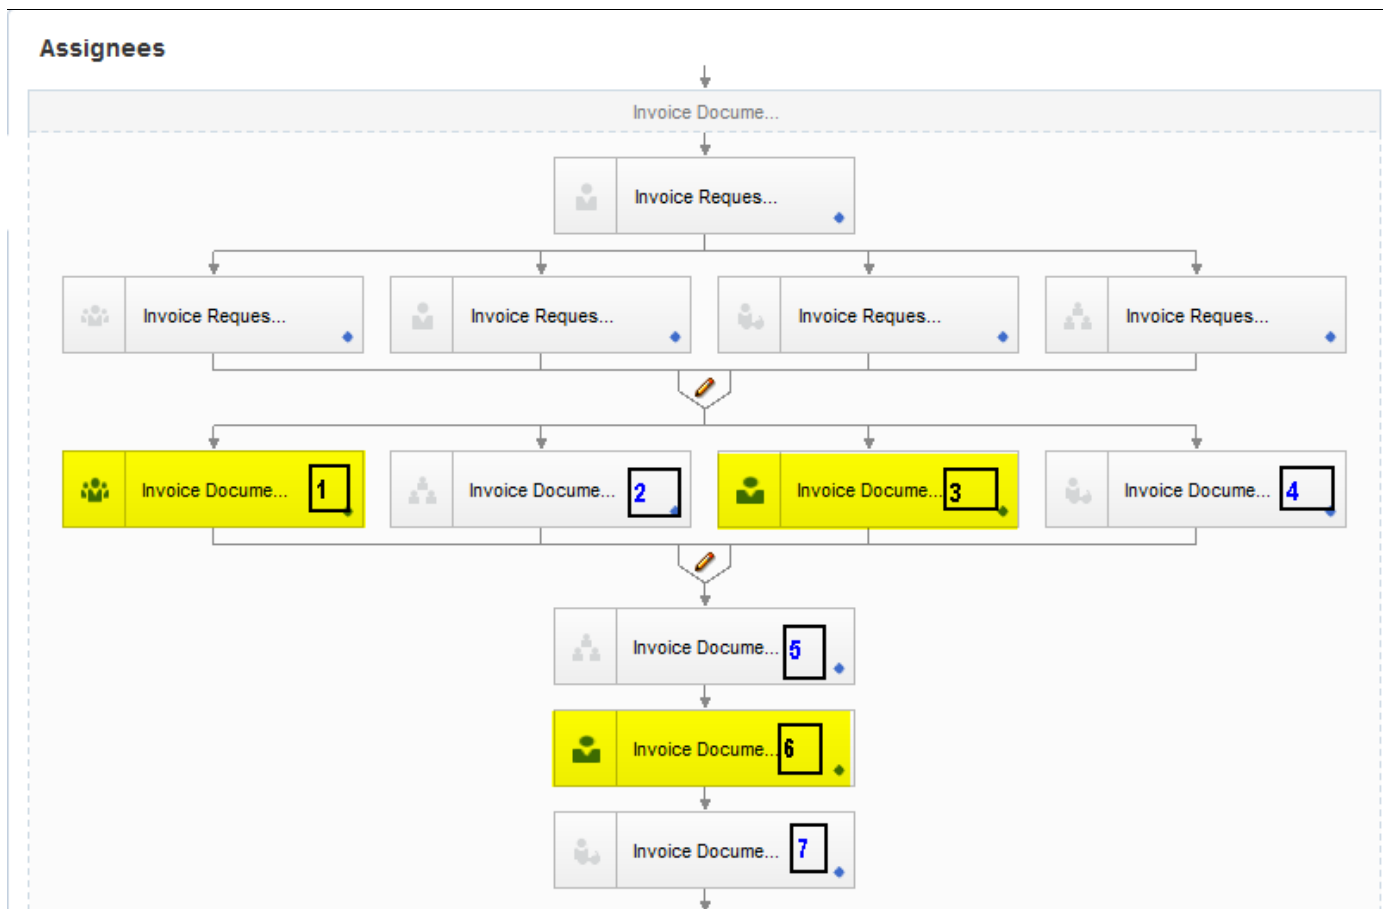 Assignees
Invoice Docume...
Invoice Reques...
Invoice Reques...
Invoice Reques...
Invoice Reques...
Invoice Reques...
Invoice Docume... 1
Invoice Docume... 2
Invoice Docume... 3
Invoice Docume... 4
Invoice Docume... 5
Invoice Docume... 6
Invoice Docume... 7